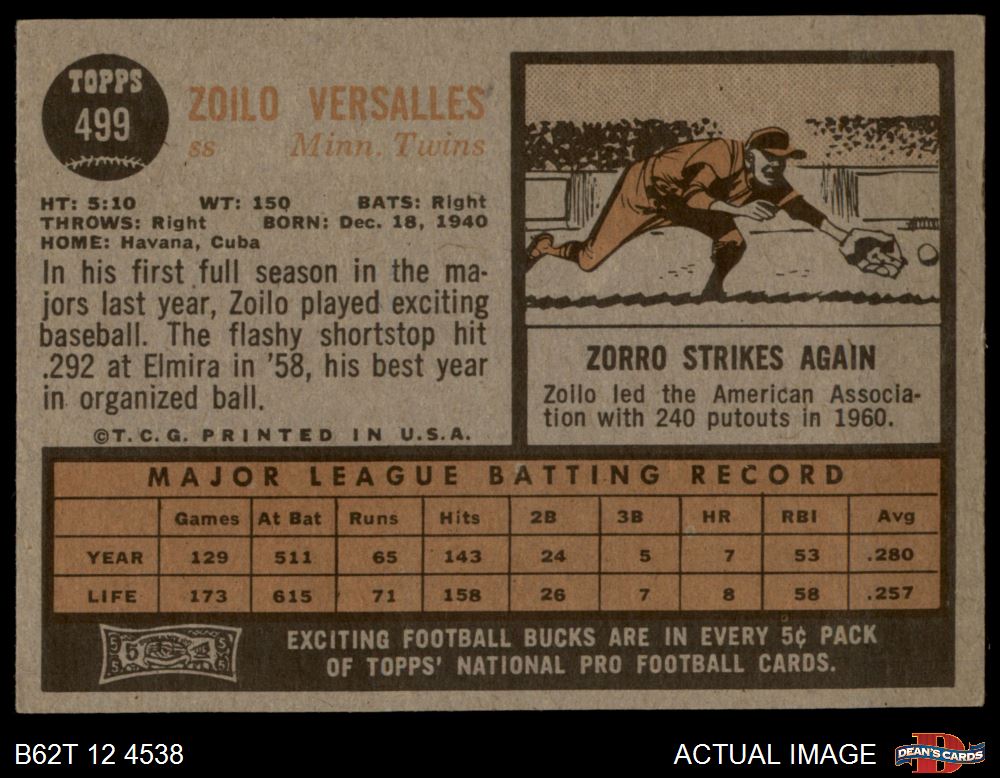 TOPPS
499
ZOILO VERSALLES
ss Minn. Twins
HT: 5:10 WT: 150 BATS: Right
THROWS: Right BORN: Dec. 18, 1940
HOME: Havana, Cuba
In his first full season in the ma-
jors last year, Zoilo played exciting
baseball. The flashy shortstop hit
.292 at Elmira in '58, his best year
in organized ball.
©T.C.G. PRINTED IN U.S.A.
ZORRO STRIKES AGAIN
Zoilo led the American Associa-
tion with 240 putouts in 1960.
MAJOR LEAGUE BATTING RECORD
Games At Bat Runs Hits 2B 3B HR RBI Avg
YEAR 129 511 65 143 24 5 7 53 .280
LIFE 173 615 71 158 26 7 8 58 .257
5 5 5 5
EXCITING FOOTBALL BUCKS ARE IN EVERY 5¢ PACK
OF TOPPS' NATIONAL PRO FOOTBALL CARDS.
B62T 12 4538
ACTUAL IMAGE
D
DEAN'S CARDS